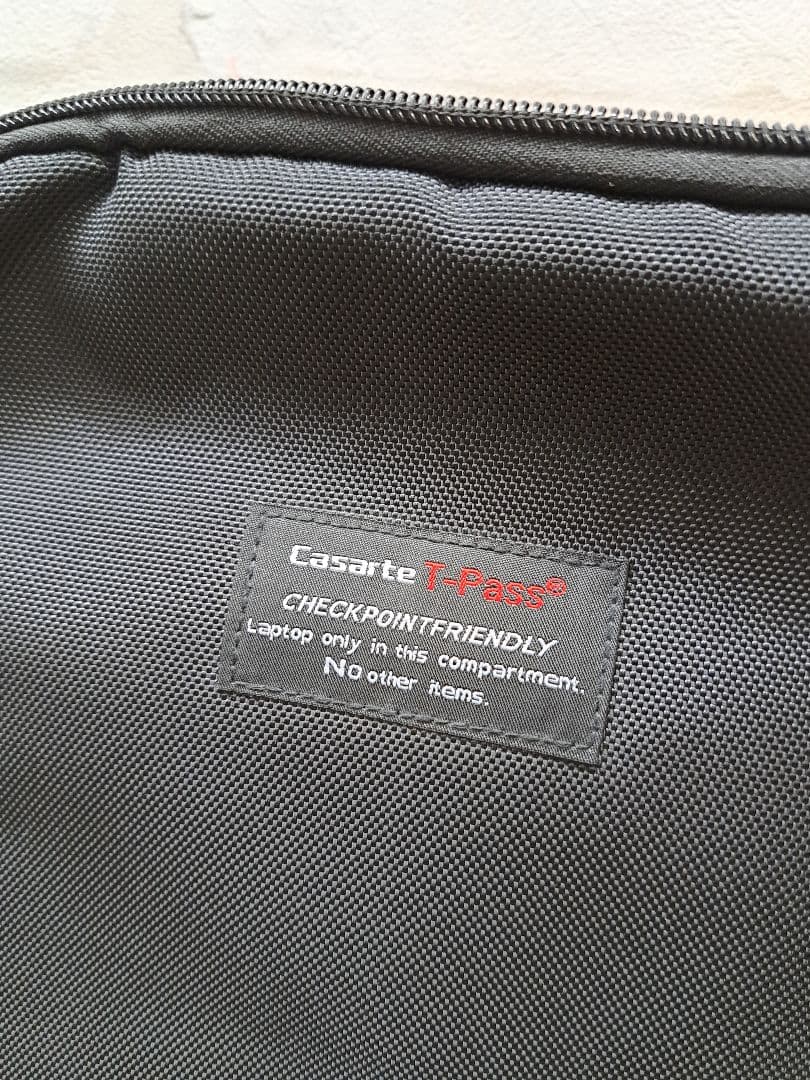 Casarte T-Pass®
CHECKPOINTFRIENDLY
Laptop only in this compartment.
No other items.